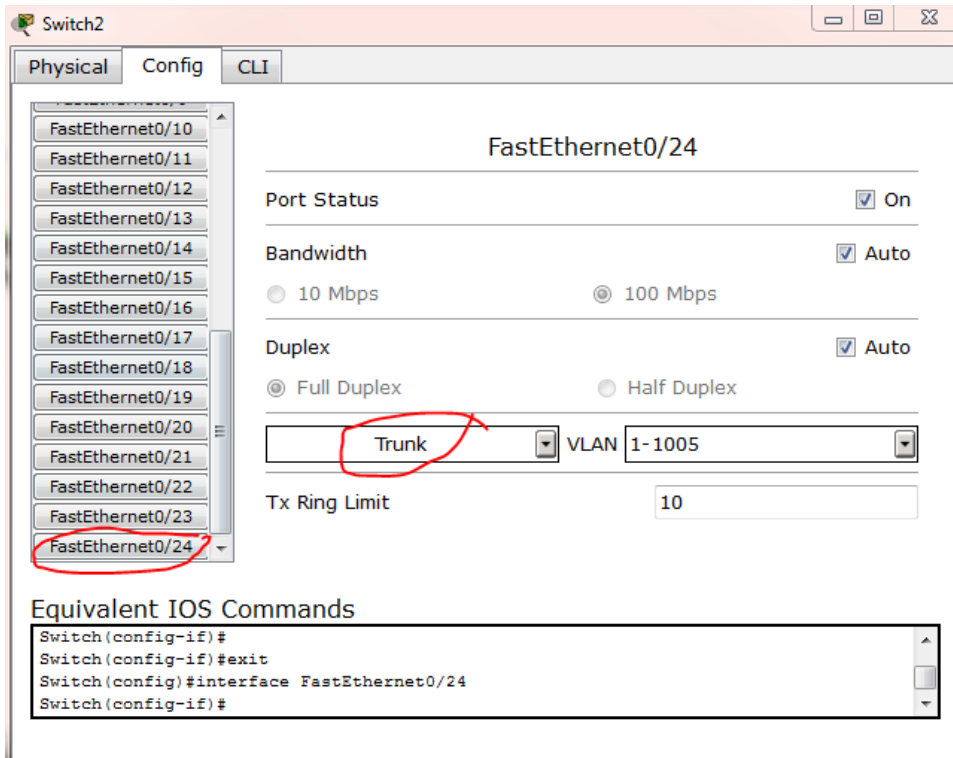 Switch2
Physical Config CLI
FastEthernet0/10
FastEthernet0/11
FastEthernet0/12
FastEthernet0/13
FastEthernet0/14
FastEthernet0/15
FastEthernet0/16
FastEthernet0/17
FastEthernet0/18
FastEthernet0/19
FastEthernet0/20
FastEthernet0/21
FastEthernet0/22
FastEthernet0/23
FastEthernet0/24
FastEthernet0/24
Port Status On
Bandwidth Auto
10 Mbps 100 Mbps
Duplex Auto
Full Duplex Half Duplex
Trunk VLAN 1-1005
Tx Ring Limit 10
Equivalent IOS Commands
Switch(config-if)#
Switch(config-if)#exit
Switch(config)#interface FastEthernet0/24
Switch(config-if)#